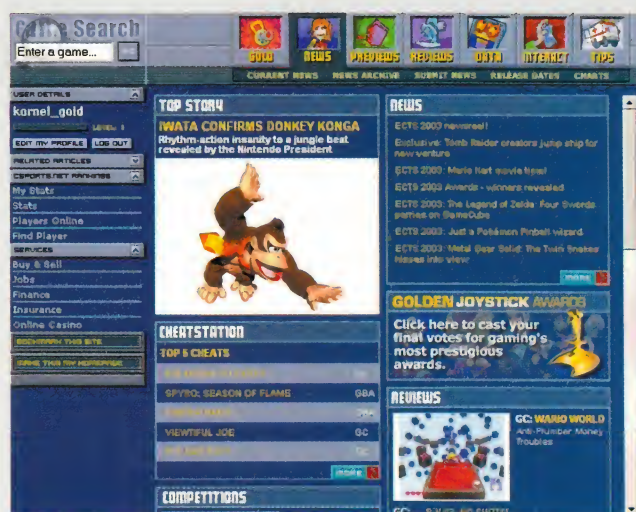 Game Search
Enter a game...
GOLD
NEWS
PREVIEWS
REVIEWS
DATA
INTERACT
TIPS
CURRENT NEWS
NEWS ARCHIVE
SUBMIT NEWS
RELEASE DATES
CHARTS
USER DETAILS
kornel_gold
LEVEL: 1
EDIT MY PROFILE
LOG OUT
RELATED ARTICLES
ESPORTS.NET RANKINGS
My Stats
Stats
Players Online
Find Player
SERVICES
Buy & Sell
Jobs
Finance
Insurance
Online Casino
BOOKMARK THIS SITE
MAKE THIS MY HOMEPAGE
TOP STORY
IWATA CONFIRMS DONKEY KONGA
Rhythm-action insanity to a jungle beat
revealed by the Nintendo President
CHEATSTATION
TOP 5 CHEATS
SPYRO: SEASON OF FLAME GBA
VIEWTIFUL JOE GC
MORE
COMPETITIONS
NEWS
ECTS 2003 newsreel!
Exclusive: Tomb Raider creators jump ship for
new venture
ECTS 2003: Mario Kart movie time!
ECTS 2003 Awards - winners revealed
ECTS 2003: The Legend of Zelda: Four Swords
games on GameCube
ECTS 2003: Just a Pokémon Pinball wizard
ECTS 2003: Metal Gear Solid: The Twin Snakes
hisses into view
MORE
GOLDEN JOYSTICK AWARDS
Click here to cast your
final votes for gaming's
most prestigious
awards.
REVIEWS
GC: WARIO WORLD
Anti-Plumber Money
Troubles